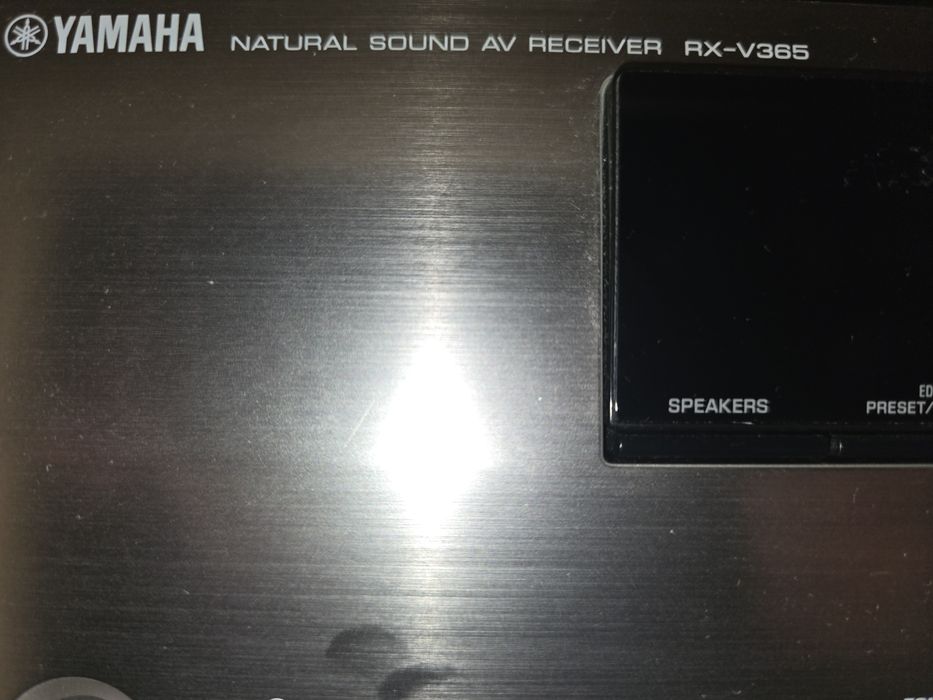 YAMAHA NATURAL SOUND AV RECEIVER RX-V365
SPEAKERS
PRESET/